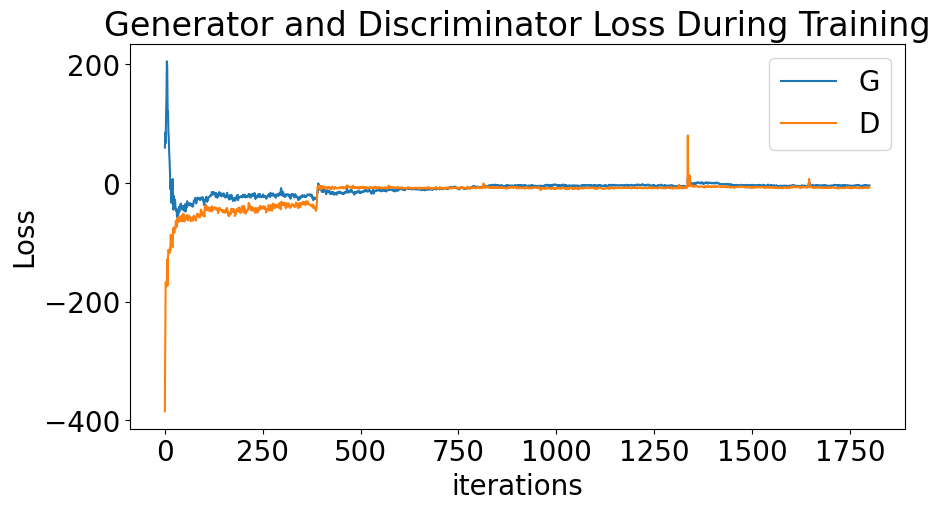 Generator and Discriminator Loss During Training
G
D
200
0
−200
−400
Loss
0 250 500 750 1000 1250 1500 1750
iterations